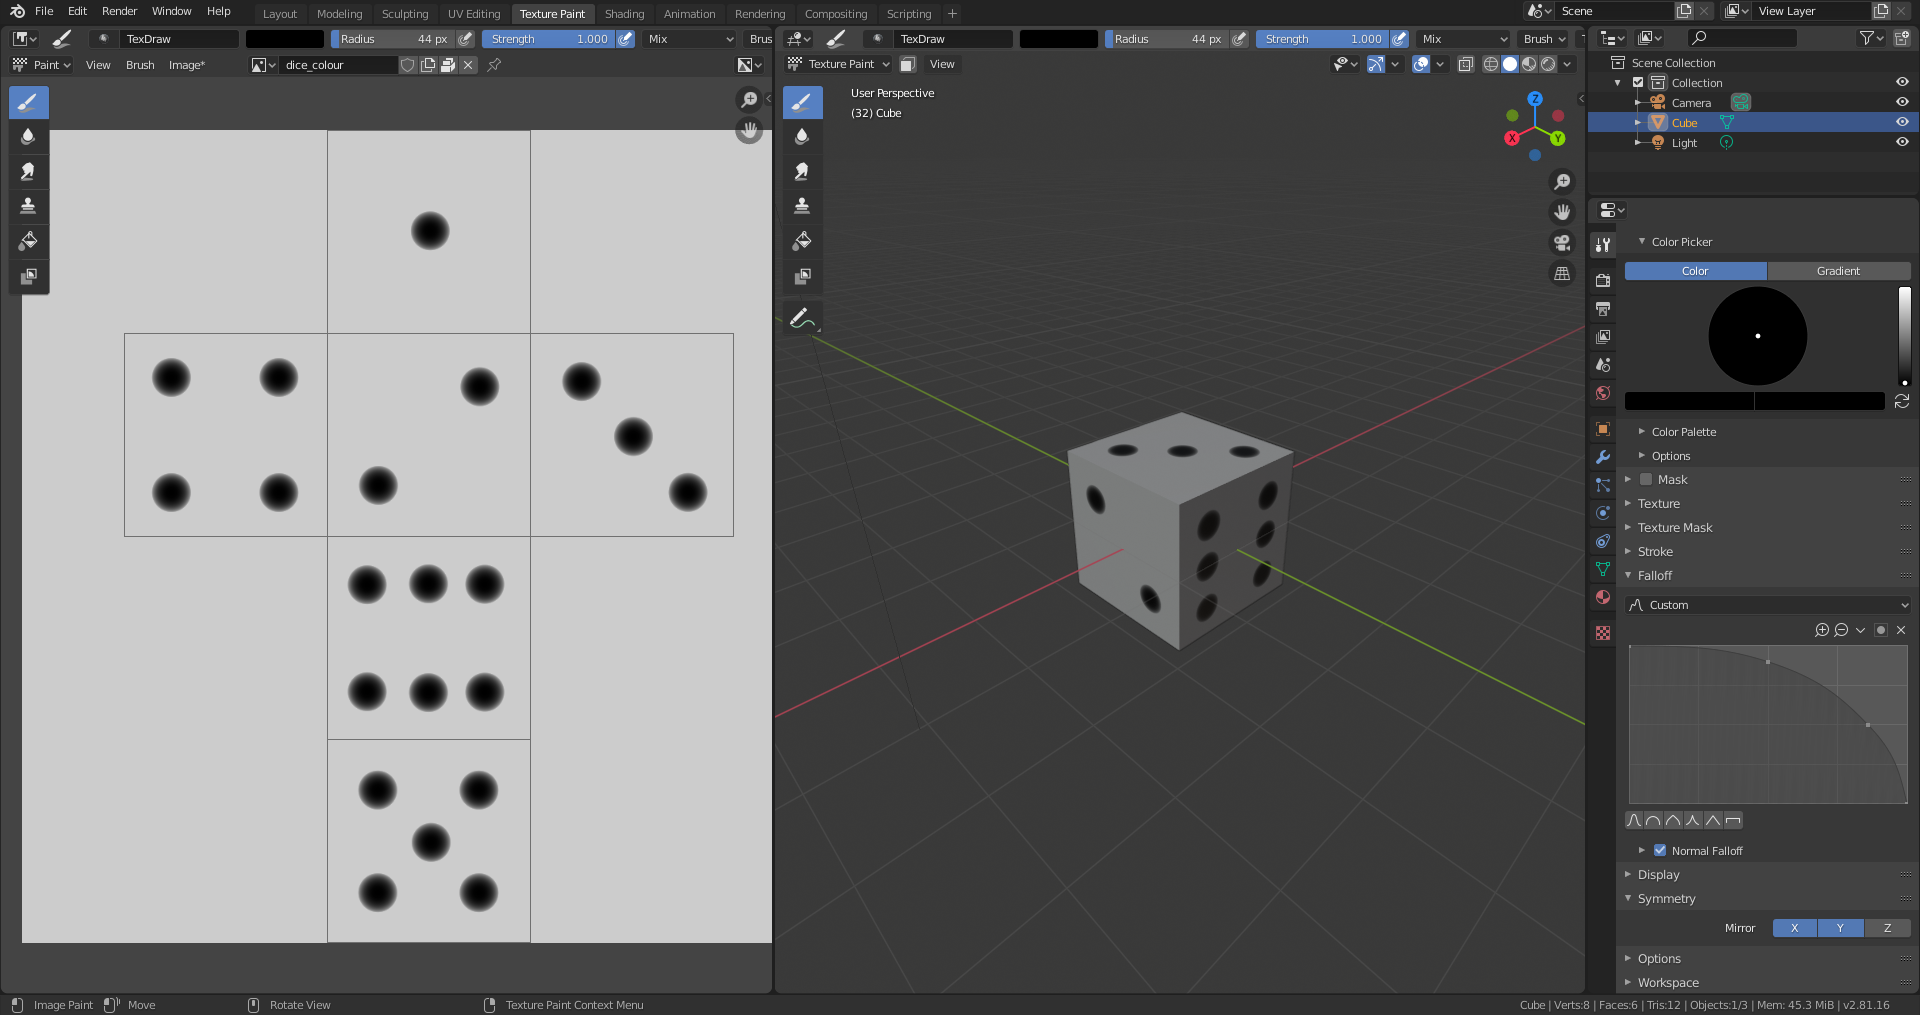 File Edit Render Window Help Layout Modeling Sculpting UV Editing Texture Paint Shading Animation Rendering Compositing Scripting + Scene View Layer
TexDraw Radius 44 px Strength 1.000 Mix Brus
TexDraw Radius 44 px Strength 1.000 Mix Brush
Paint View Brush Image* dice_colour
Texture Paint View
User Perspective
(32) Cube
Z
X
Y
Scene Collection
Collection
Camera
Cube
Light
Color Picker
Color Gradient
Color Palette
Options
Mask
Texture
Texture Mask
Stroke
Falloff
Custom
Normal Falloff
Display
Symmetry
Mirror X Y Z
Options
Workspace
Image Paint Move Rotate View Texture Paint Context Menu Cube | Verts:8 | Faces:6 | Tris:12 | Objects:1/3 | Mem: 45.3 MiB | v2.81.16